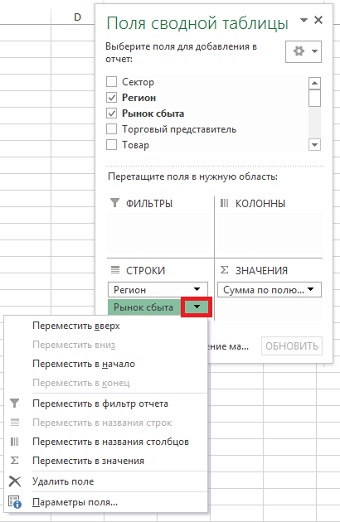 D
Поля сводной таблицы
Выберите поля для добавления в
отчет:
Сектор
Регион
Рынок сбыта
Торговый представитель
Товар
Перетащите поля в нужную область:
ФИЛЬТРЫ
КОЛОННЫ
СТРОКИ
ЗНАЧЕНИЯ
Регион
Сумма по полю...
Рынок сбыта
Переместить вверх
Переместить вниз
Переместить в начало
Переместить в конец
Переместить в фильтр отчета
Переместить в названия строк
Переместить в названия столбцов
Переместить в значения
Удалить поле
Параметры поля...
ение ма...
ОБНОВИТЬ